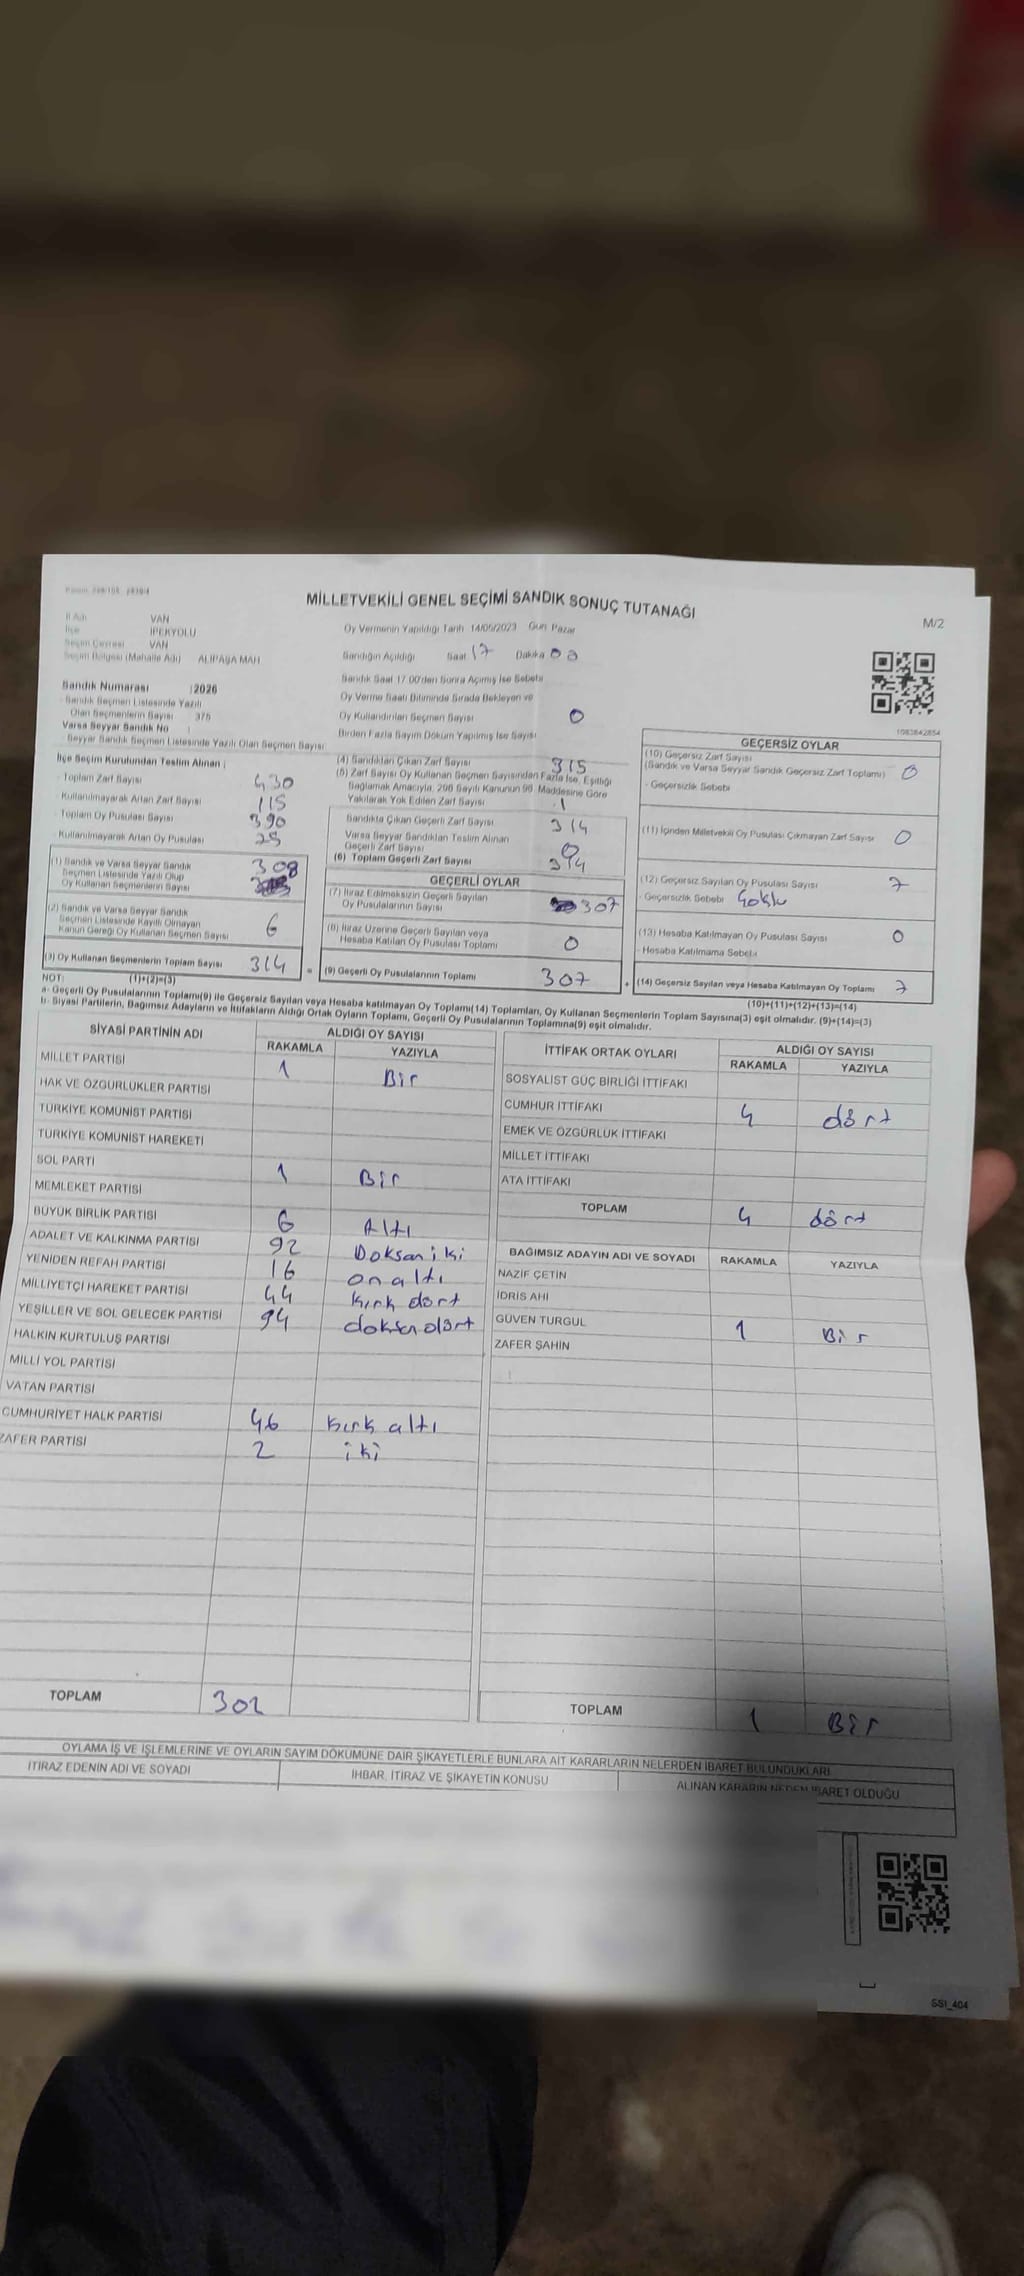 MİLLETVEKİLİ GENEL SEÇİMİ SANDIK SONUÇ TUTANAĞI
M/2
İl Adı VAN
İlçe İPEKYOLU
Seçim Çevresi VAN
Seçim Bölgesi (Mahalle Adı) ALİPAŞA MAH
Oy Vermenin Yapıldığı Tarih 14/05/2023 Gün Pazar
Sandığın Açıldığı Saat 17 Dakika 00
Sandık Saat 17.00'den Sonra Açılmış İse Sebebi
Oy Verme Saati Bitiminde Sırada Bekleyen ve
Oy Kullandırılan Seçmen Sayısı 0
Birden Fazla Sayım Döküm Yapılmış İse Sayısı
1083842854
Sandık Numarası :2026
- Sandık Seçmen Listesinde Yazılı
Olan Seçmenlerin Sayısı 375
Varsa Seyyar Sandık No :
- Seyyar Sandık Seçmen Listesinde Yazılı Olan Seçmen Sayısı
İlçe Seçim Kurulundan Teslim Alınan ;
- Toplam Zarf Sayısı 430
- Kullanılmayarak Artan Zarf Sayısı 115
- Toplam Oy Pusulası Sayısı 390
- Kullanılmayarak Artan Oy Pusulası 25
(1) Sandık ve Varsa Seyyar Sandık
Seçmen Listesinde Yazılı Olup
Oy Kullanan Seçmenlerin Sayısı 308
(2) Sandık ve Varsa Seyyar Sandık
Seçmen Listesinde Kayıtlı Olmayan
Kanun Gereği Oy Kullanan Seçmen Sayısı 6
(3) Oy Kullanan Seçmenlerin Toplam Sayısı 314
(4) Sandıktan Çıkan Zarf Sayısı 315
(5) Zarf Sayısı Oy Kullanan Seçmen Sayısından Fazla İse, Eşitliği
Sağlamak Amacıyla, 298 Sayılı Kanunun 98. Maddesine Göre
Yakılarak Yok Edilen Zarf Sayısı 1
Sandıkta Çıkan Geçerli Zarf Sayısı 314
Varsa Seyyar Sandıktan Teslim Alınan
Geçerli Zarf Sayısı 0
(6) Toplam Geçerli Zarf Sayısı 314
GEÇERLİ OYLAR
(7) İtiraz Edilmeksizin Geçerli Sayılan
Oy Pusulalarının Sayısı 307
(8) İtiraz Üzerine Geçerli Sayılan veya
Hesaba Katılan Oy Pusulası Toplamı 0
= (9) Geçerli Oy Pusulalarının Toplamı 307
GEÇERSİZ OYLAR
(10) Geçersiz Zarf Sayısı
(Sandık ve Varsa Seyyar Sandık Geçersiz Zarf Toplamı) 0
- Geçersizlik Sebebi
(11) İçinden Milletvekili Oy Pusulası Çıkmayan Zarf Sayısı 0
(12) Geçersiz Sayılan Oy Pusulası Sayısı 7
- Geçersizlik Sebebi Çoklu
(13) Hesaba Katılmayan Oy Pusulası Sayısı 0
- Hesaba Katılmama Sebebi
+ (14) Geçersiz Sayılan veya Hesaba Katılmayan Oy Toplamı 7
NOT: (1)+(2)=(3)
(10)+(11)+(12)+(13)=(14)
a- Geçerli Oy Pusulalarının Toplamı(9) ile Geçersiz Sayılan veya Hesaba katılmayan Oy Toplamı(14) Toplamları, Oy Kullanan Seçmenlerin Toplam Sayısına(3) eşit olmalıdır. (9)+(14)=(3)
b- Siyasi Partilerin, Bağımsız Adayların ve İttifakların Aldığı Ortak Oyların Toplamı, Geçerli Oy Pusulalarının Toplamına(9) eşit olmalıdır.
SİYASİ PARTİNİN ADI ALDIĞI OY SAYISI
RAKAMLA YAZIYLA
MİLLET PARTİSİ 1 Bir
HAK VE ÖZGÜRLÜKLER PARTİSİ
TÜRKİYE KOMÜNİST PARTİSİ
TÜRKİYE KOMÜNİST HAREKETİ
SOL PARTİ
MEMLEKET PARTİSİ 1 Bir
BÜYÜK BİRLİK PARTİSİ 6 Altı
ADALET VE KALKINMA PARTİSİ 92 Doksan iki
YENİDEN REFAH PARTİSİ 16 on altı
MİLLİYETÇİ HAREKET PARTİSİ 44 kırk dört
YEŞİLLER VE SOL GELECEK PARTİSİ 94 doksan dört
HALKIN KURTULUŞ PARTİSİ
MİLLİ YOL PARTİSİ
VATAN PARTİSİ
CUMHURİYET HALK PARTİSİ 46 kırk altı
ZAFER PARTİSİ 2 iki
TOPLAM 302
İTTİFAK ORTAK OYLARI ALDIĞI OY SAYISI
RAKAMLA YAZIYLA
SOSYALİST GÜÇ BİRLİĞİ İTTİFAKI
CUMHUR İTTİFAKI 4 dört
EMEK VE ÖZGÜRLÜK İTTİFAKI
MİLLET İTTİFAKI
ATA İTTİFAKI
TOPLAM 4 dört
BAĞIMSIZ ADAYIN ADI VE SOYADI RAKAMLA YAZIYLA
NAZİF ÇETİN
İDRİS AHİ
GÜVEN TURGUL 1 Bir
ZAFER ŞAHİN
TOPLAM 1 Bir
OYLAMA İŞ VE İŞLEMLERİNE VE OYLARIN SAYIM DÖKÜMÜNE DAİR ŞİKAYETLERLE BUNLARA AİT KARARLARIN NELERDEN İBARET BULUNDUKLARI
İTİRAZ EDENİN ADI VE SOYADI İHBAR, İTİRAZ VE ŞİKAYETİN KONUSU ALINAN KARARIN NEDEN İBARET OLDUĞU
SSİ_404